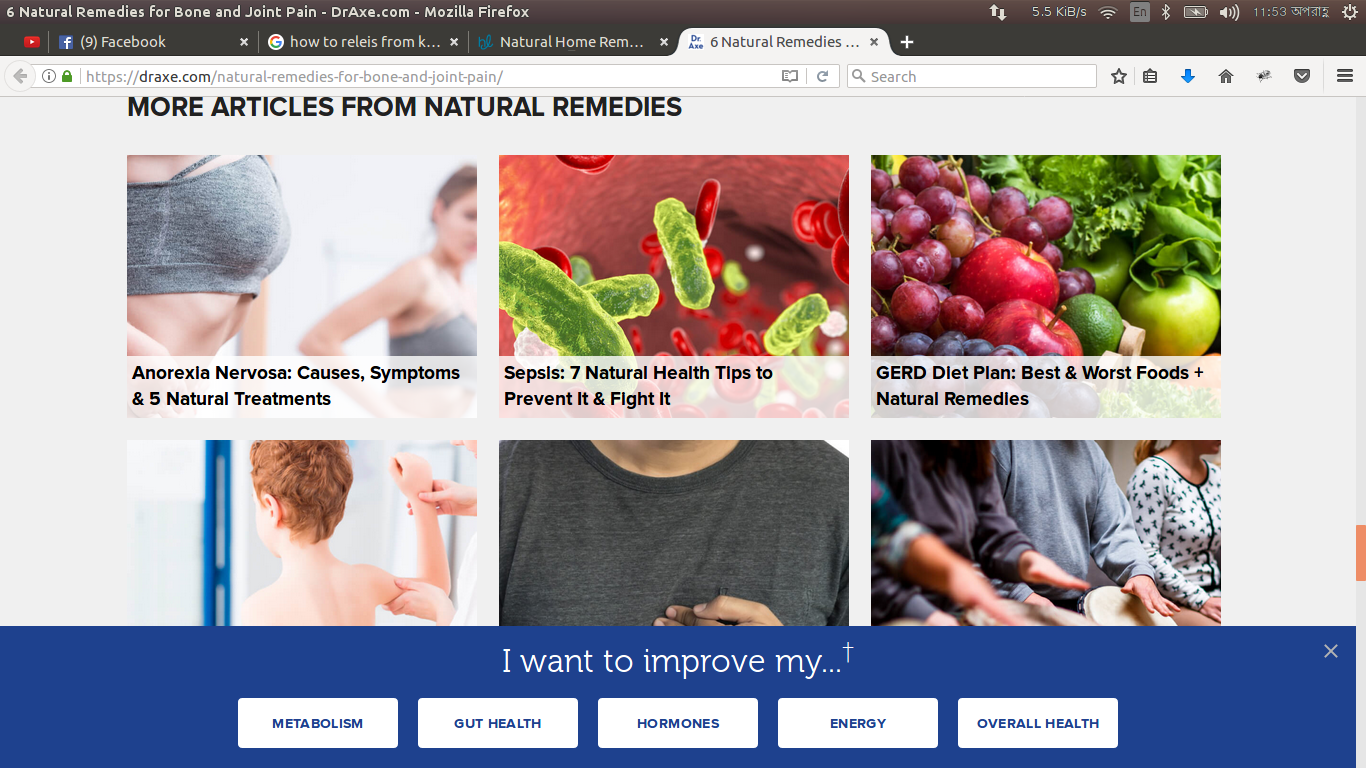 6 Natural Remedies for Bone and Joint Pain - DrAxe.com - Mozilla Firefox
5.5 KiB/s
En
11:53 অপরাহ্ণ
(9) Facebook
how to releis from k...
Natural Home Rem...
Dr. Axe
6 Natural Remedies ...
https://draxe.com/natural-remedies-for-bone-and-joint-pain/
Search
MORE ARTICLES FROM NATURAL REMEDIES
Anorexia Nervosa: Causes, Symptoms
& 5 Natural Treatments
Sepsis: 7 Natural Health Tips to
Prevent It & Fight It
GERD Diet Plan: Best & Worst Foods +
Natural Remedies
I want to improve my...†
METABOLISM
GUT HEALTH
HORMONES
ENERGY
OVERALL HEALTH